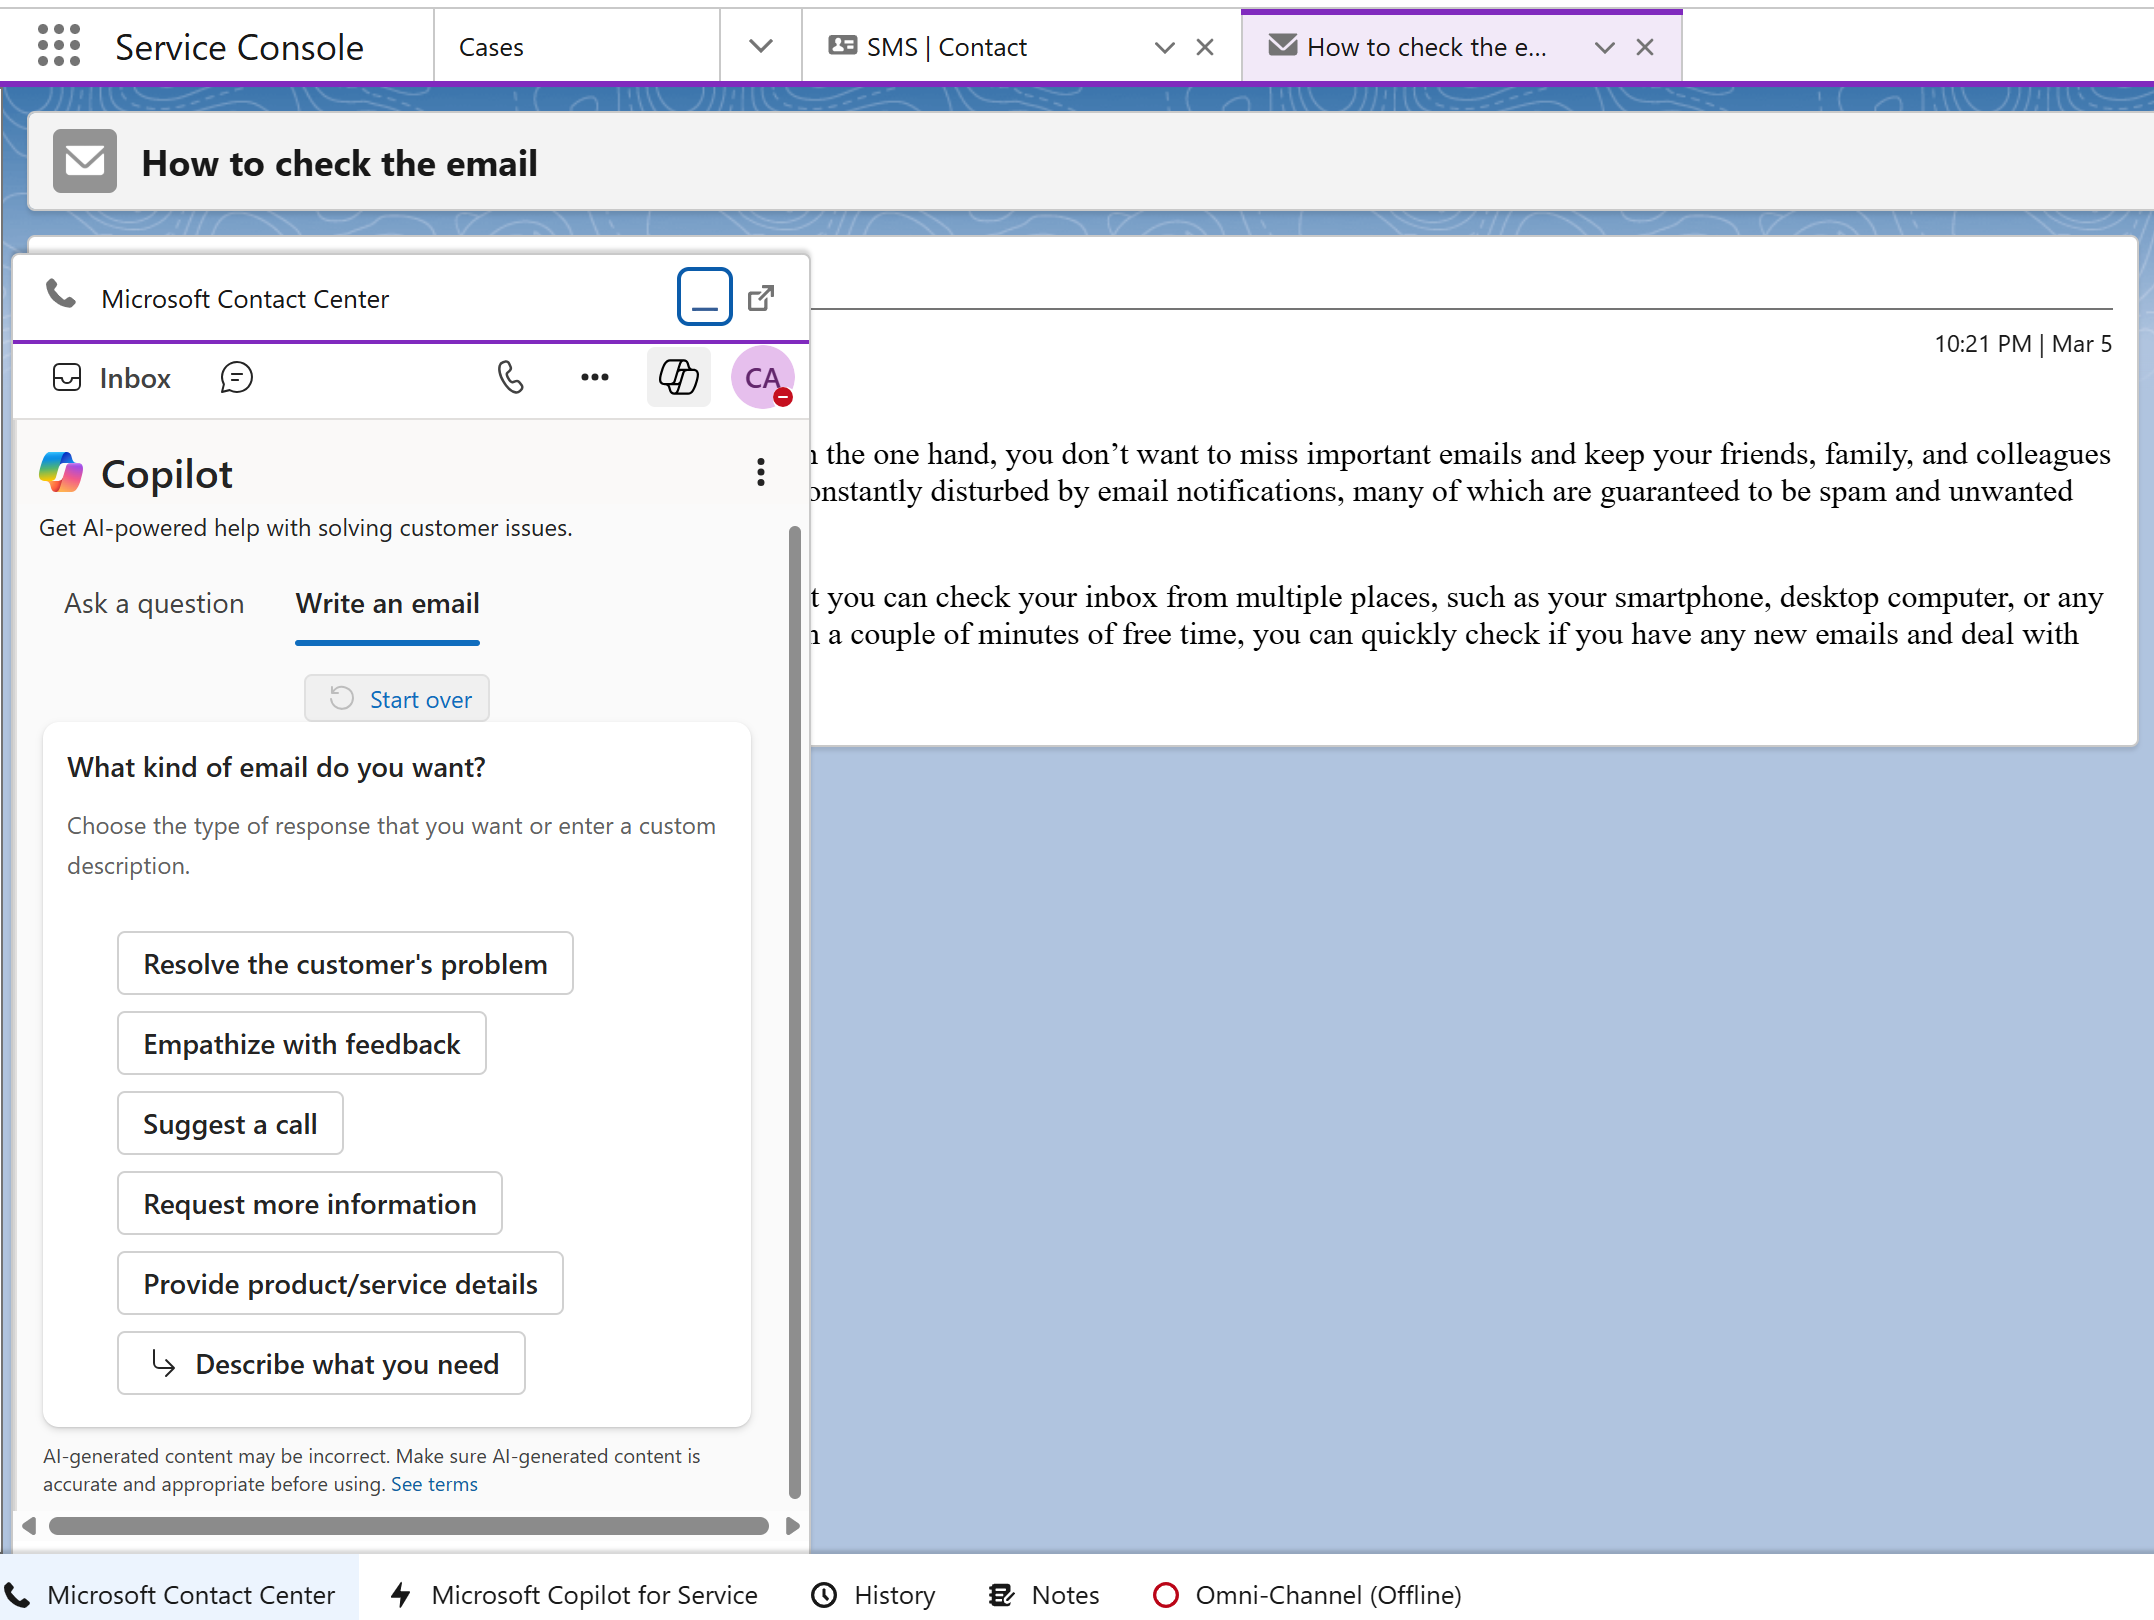 Service Console
Cases
SMS | Contact
How to check the e...
How to check the email
Microsoft Contact Center
10:21 PM | Mar 5
Inbox
CA
the one hand, you don’t want to miss important emails and keep your friends, family, and colleagues
onstantly disturbed by email notifications, many of which are guaranteed to be spam and unwanted
you can check your inbox from multiple places, such as your smartphone, desktop computer, or any
a couple of minutes of free time, you can quickly check if you have any new emails and deal with
Copilot
Get AI-powered help with solving customer issues.
Ask a question
Write an email
Start over
What kind of email do you want?
Choose the type of response that you want or enter a custom
description.
Resolve the customer's problem
Empathize with feedback
Suggest a call
Request more information
Provide product/service details
Describe what you need
AI-generated content may be incorrect. Make sure AI-generated content is
accurate and appropriate before using. See terms
Microsoft Contact Center
Microsoft Copilot for Service
History
Notes
Omni-Channel (Offline)